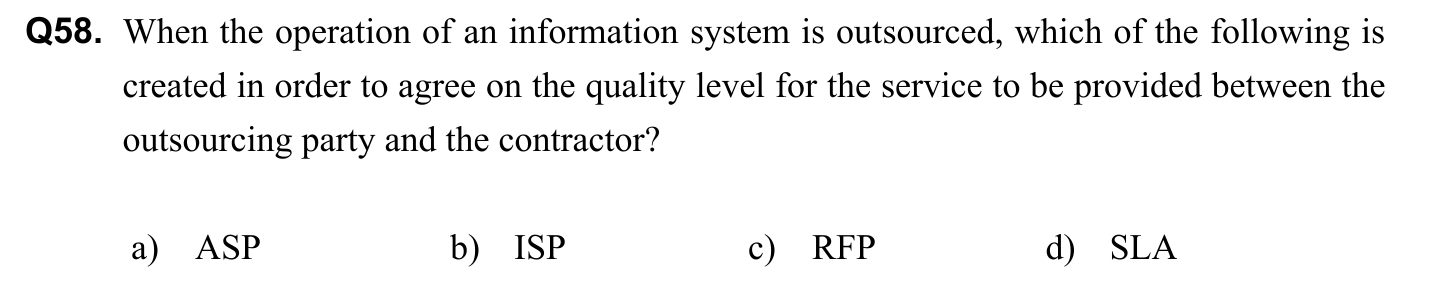 Q58. When the operation of an information system is outsourced, which of the following is
created in order to agree on the quality level for the service to be provided between the
outsourcing party and the contractor?
a) ASP b) ISP c) RFP d) SLA